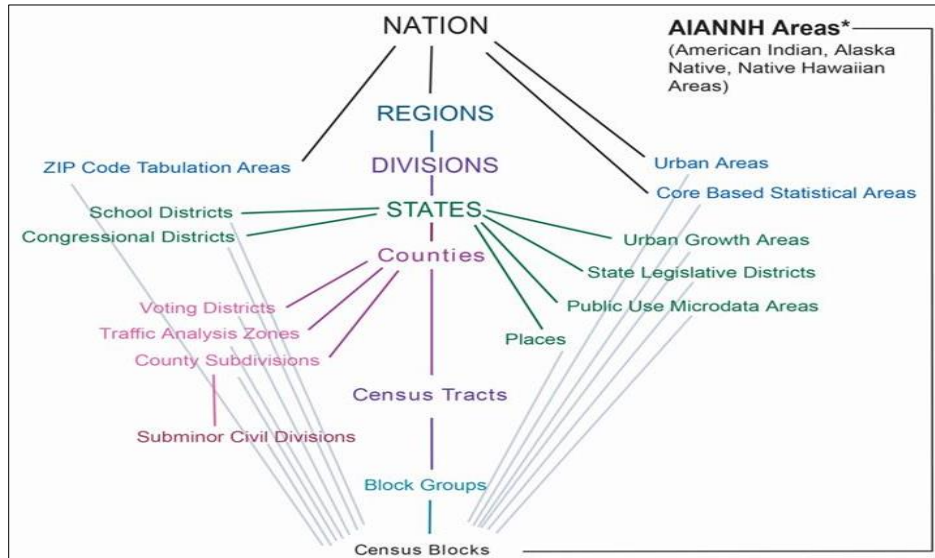 NATION
AIANNH Areas*
(American Indian, Alaska
Native, Native Hawaiian
Areas)
REGIONS
ZIP Code Tabulation Areas
DIVISIONS
Urban Areas
Core Based Statistical Areas
School Districts
STATES
Congressional Districts
Urban Growth Areas
Counties
State Legislative Districts
Voting Districts
Public Use Microdata Areas
Traffic Analysis Zones
Places
County Subdivisions
Census Tracts
Subminor Civil Divisions
Block Groups
Census Blocks